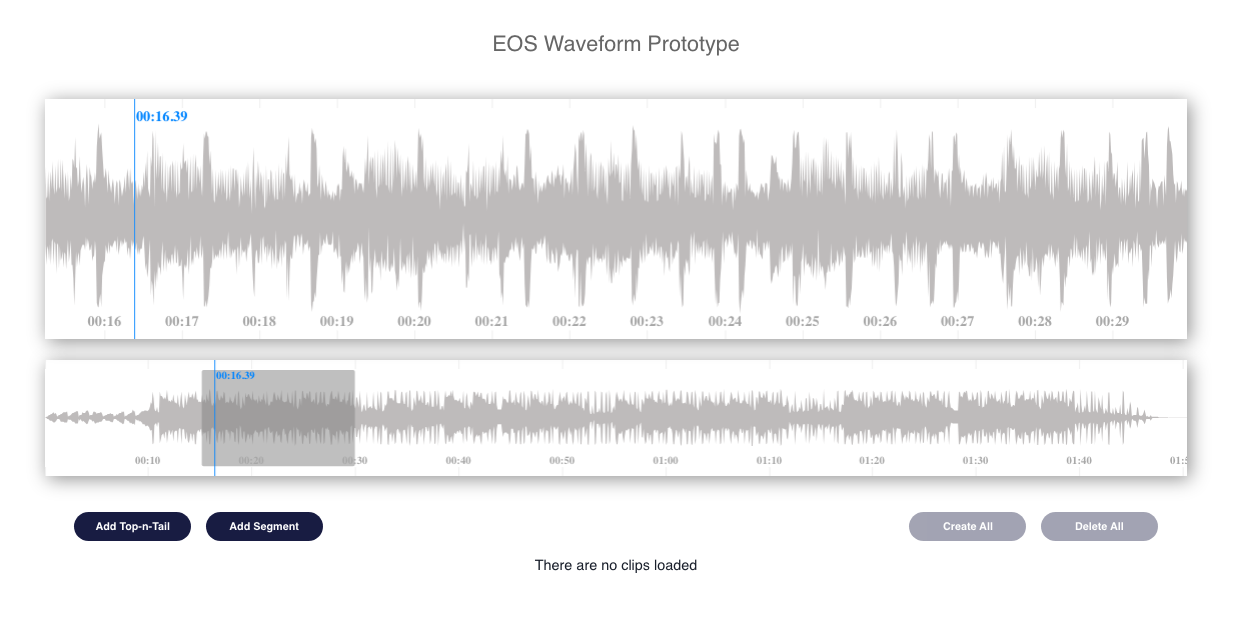 EOS Waveform Prototype
00:16.39
00:16 00:17 00:18 00:19 00:20 00:21 00:22 00:23 00:24 00:25 00:26 00:27 00:28 00:29
00:16.39
00:10 00:20 00:30 00:40 00:50 01:00 01:10 01:20 01:30 01:40
Add Top-n-Tail Add Segment Create All Delete All
There are no clips loaded